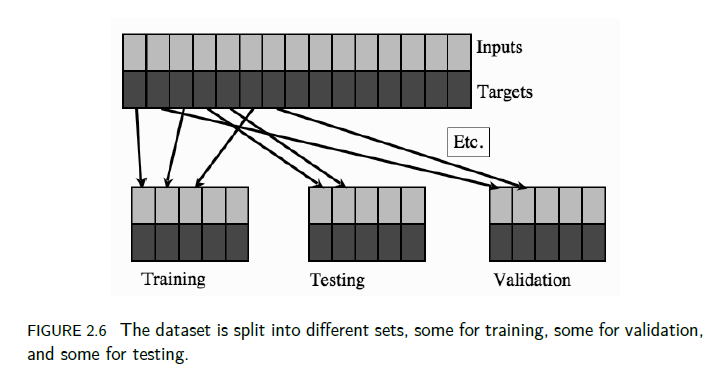 Inputs
Targets
Etc.
Training
Testing
Validation
FIGURE 2.6 The dataset is split into different sets, some for training, some for validation,
and some for testing.